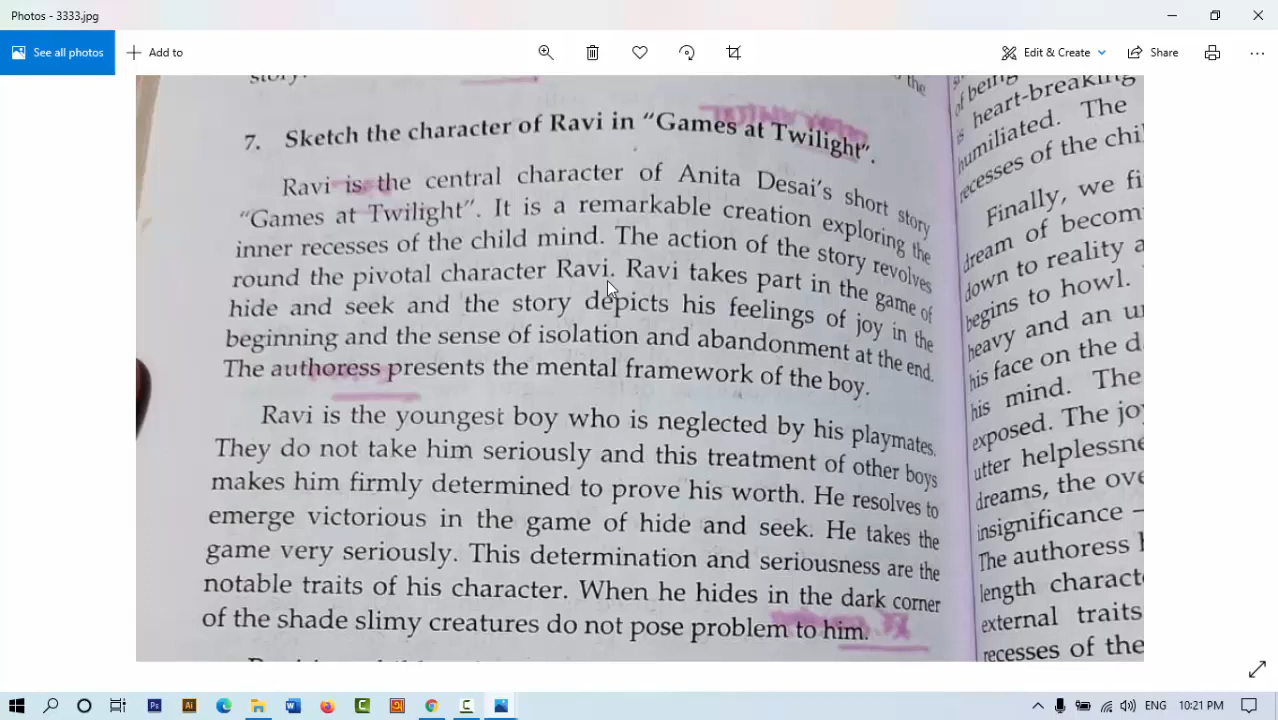 Photos - 3333.jpg
See all photos
Add to
Edit & Create
Share
story.
the
7. Sketch the character of Ravi in "Games at Twilight".
Ravi is the central character of Anita Desai's short story
"Games at Twilight". It is a remarkable creation exploring the
inner recesses of the child mind. The action of the story revolves
round the pivotal character Ravi. Ravi takes part in the game of
hide and seek and the story depicts his feelings of joy in the
beginning and the sense of isolation and abandonment at the end.
The authoress presents the mental framework of the boy.
Ravi is the youngest boy who is neglected by his playmates.
They do not take him seriously and this treatment of other boys
makes him firmly determined to prove his worth. He resolves to
emerge victorious in the game of hide and seek. He takes the
game very seriously. This determination and seriousness are the
notable traits of his character. When he hides in the dark corner
of the shade slimy creatures do not pose problem to him.
of being
is heart-breaking
humiliated. The
recesses of the chi
Finally, we fi
dream of becom
down to reality a
begins to howl.
heavy and an u
his face on the d
his mind. The
exposed. The joy
utter helplessne
dreams, the ove
insignificance –
The authoress h
length charact
external traits
recesses of the
ENG
10:21 PM